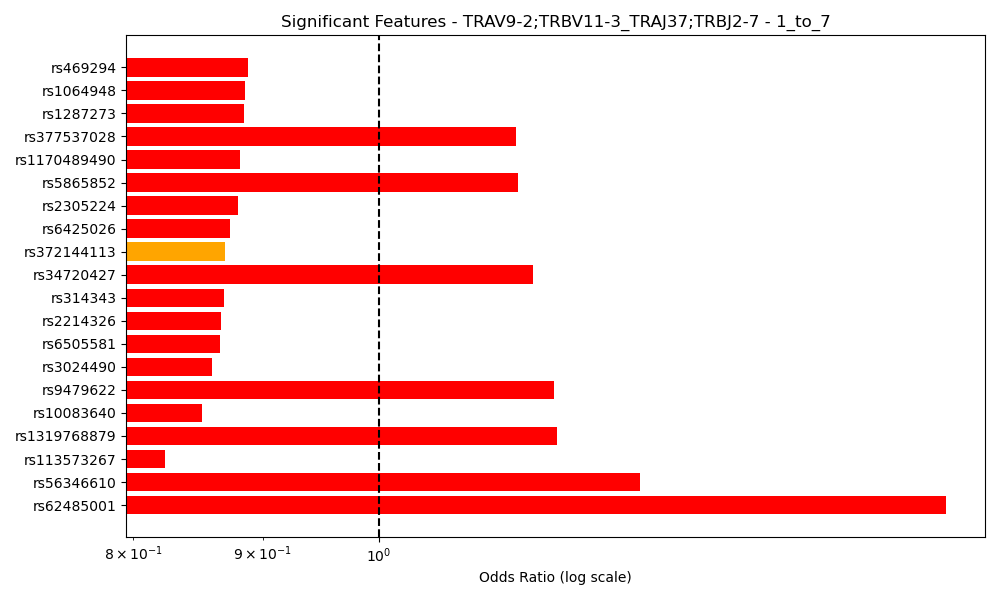 Significant Features - TRAV9-2;TRBV11-3_TRAJ37;TRBJ2-7 - 1_to_7
rs469294
rs1064948
rs1287273
rs377537028
rs1170489490
rs5865852
rs2305224
rs6425026
rs372144113
rs34720427
rs314343
rs2214326
rs6505581
rs3024490
rs9479622
rs10083640
rs1319768879
rs113573267
rs56346610
rs62485001
8 × 10⁻¹ 9 × 10⁻¹ 10⁰
Odds Ratio (log scale)